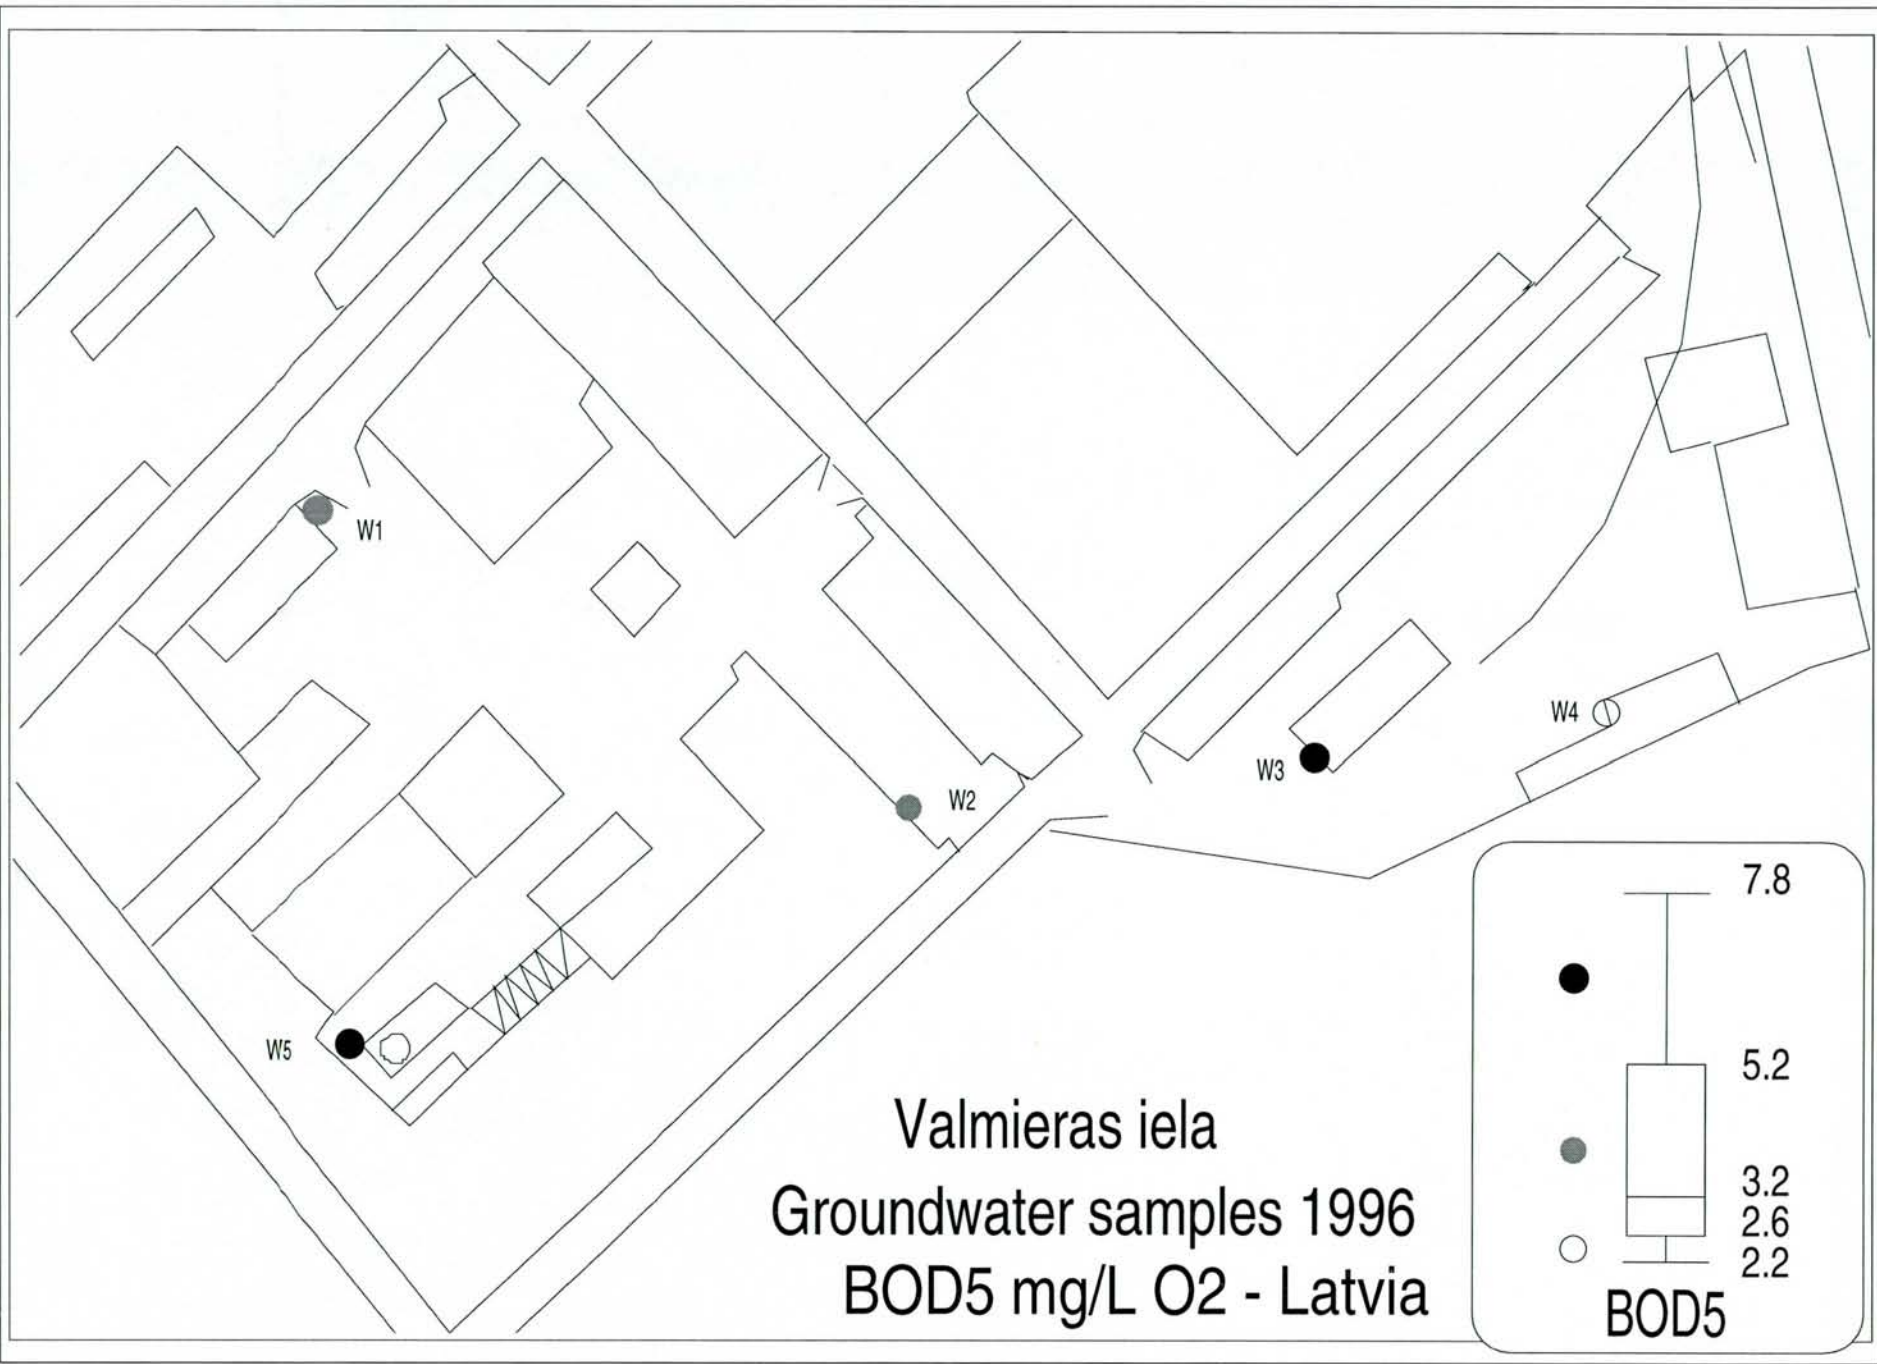 W1
W4
W3
W2
W5
Valmieras iela
Groundwater samples 1996
BOD5 mg/L O2 - Latvia
7.8
5.2
3.2
2.6
2.2
BOD5